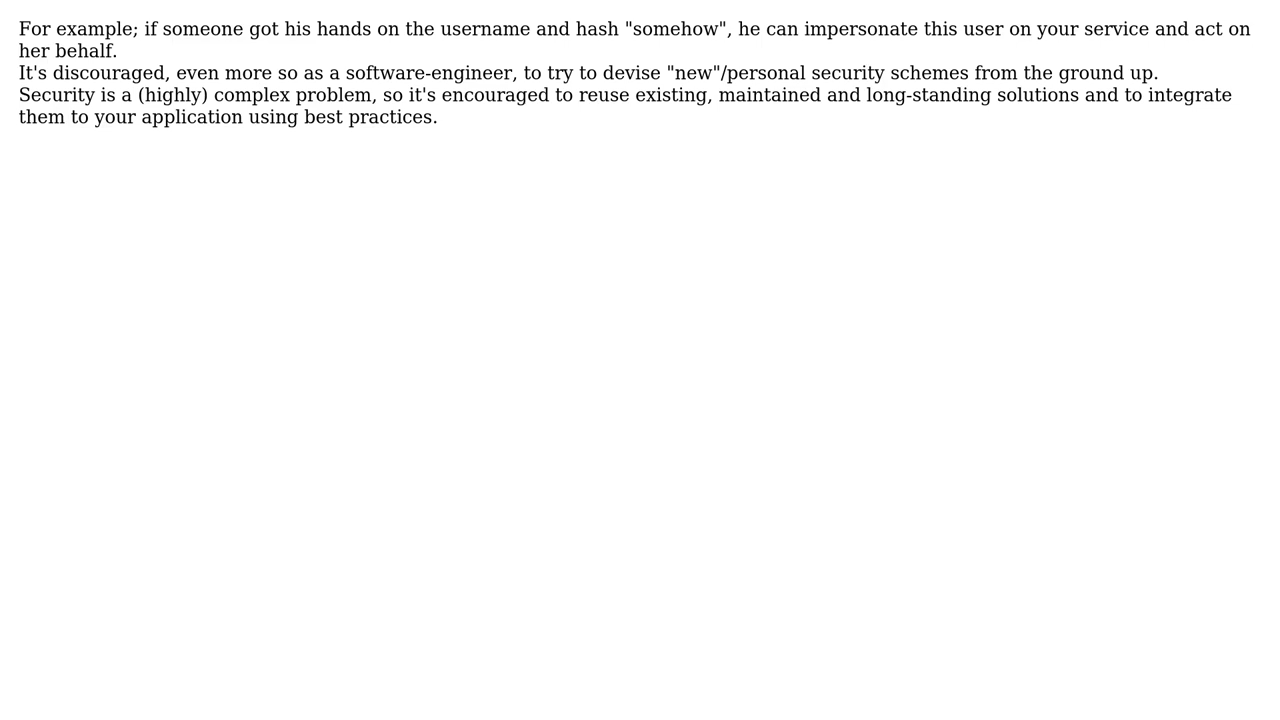 For example; if someone got his hands on the username and hash "somehow", he can impersonate this user on your service and act on
her behalf.
It's discouraged, even more so as a software-engineer, to try to devise "new"/personal security schemes from the ground up.
Security is a (highly) complex problem, so it's encouraged to reuse existing, maintained and long-standing solutions and to integrate
them to your application using best practices.